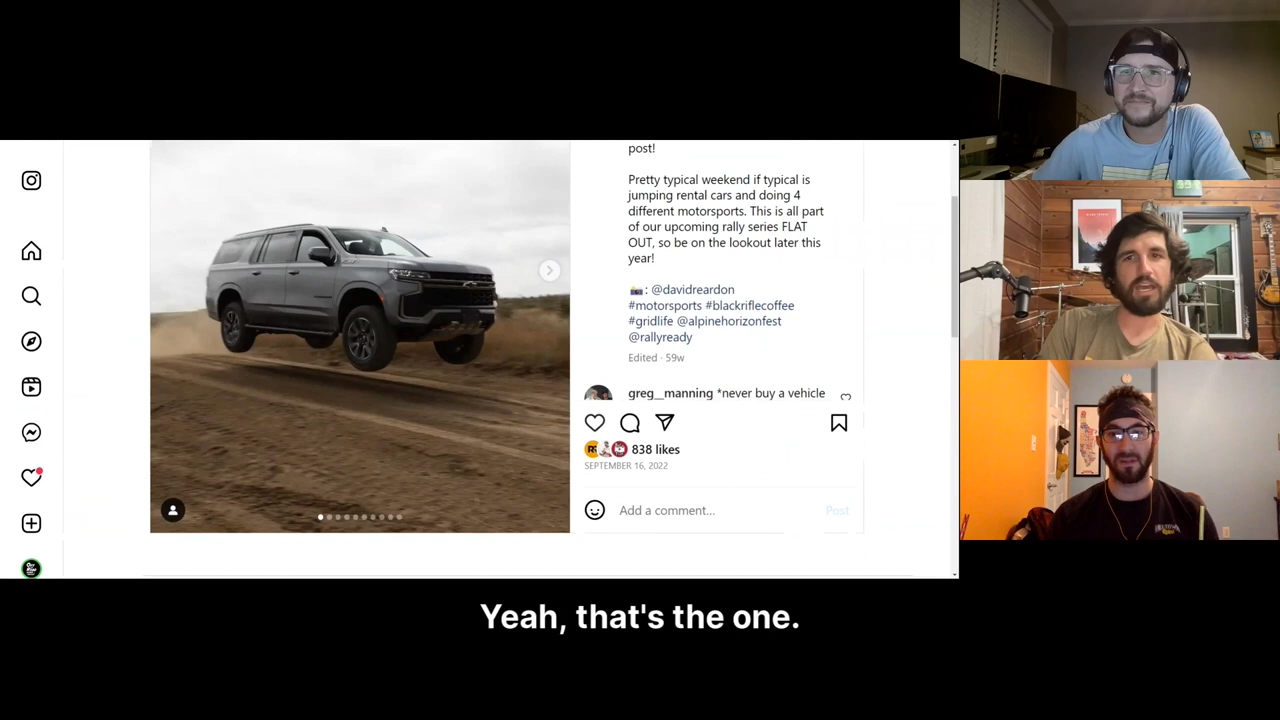 post!
Pretty typical weekend if typical is
jumping rental cars and doing 4
different motorsports. This is all part
of our upcoming rally series FLAT
OUT, so be on the lookout later this
year!
📸: @davidreardon
#motorsports #blackriflecoffee
#gridlife @alpinehorizonfest
@rallyready
Edited · 59w
greg__manning *never buy a vehicle
838 likes
SEPTEMBER 16, 2022
Add a comment...
Post
Yeah, that's the one.